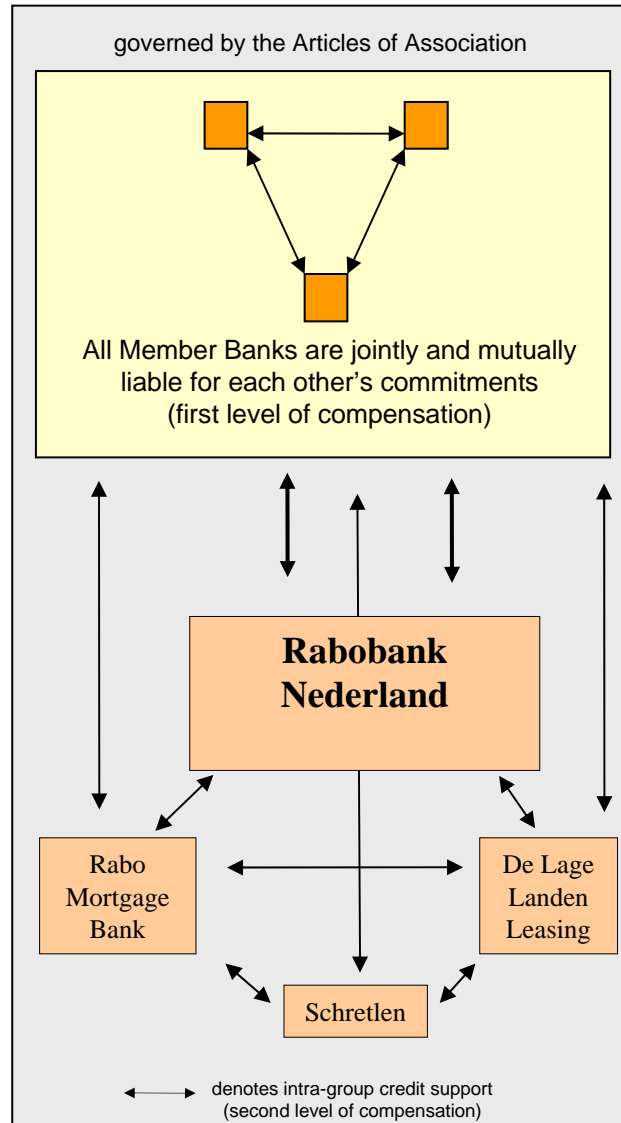 governed by the Articles of Association
All Member Banks are jointly and mutually
liable for each other's commitments
(first level of compensation)
Rabobank
Nederland
Rabo
Mortgage
Bank
De Lage
Landen
Leasing
Schretlen
denotes intra-group credit support
(second level of compensation)